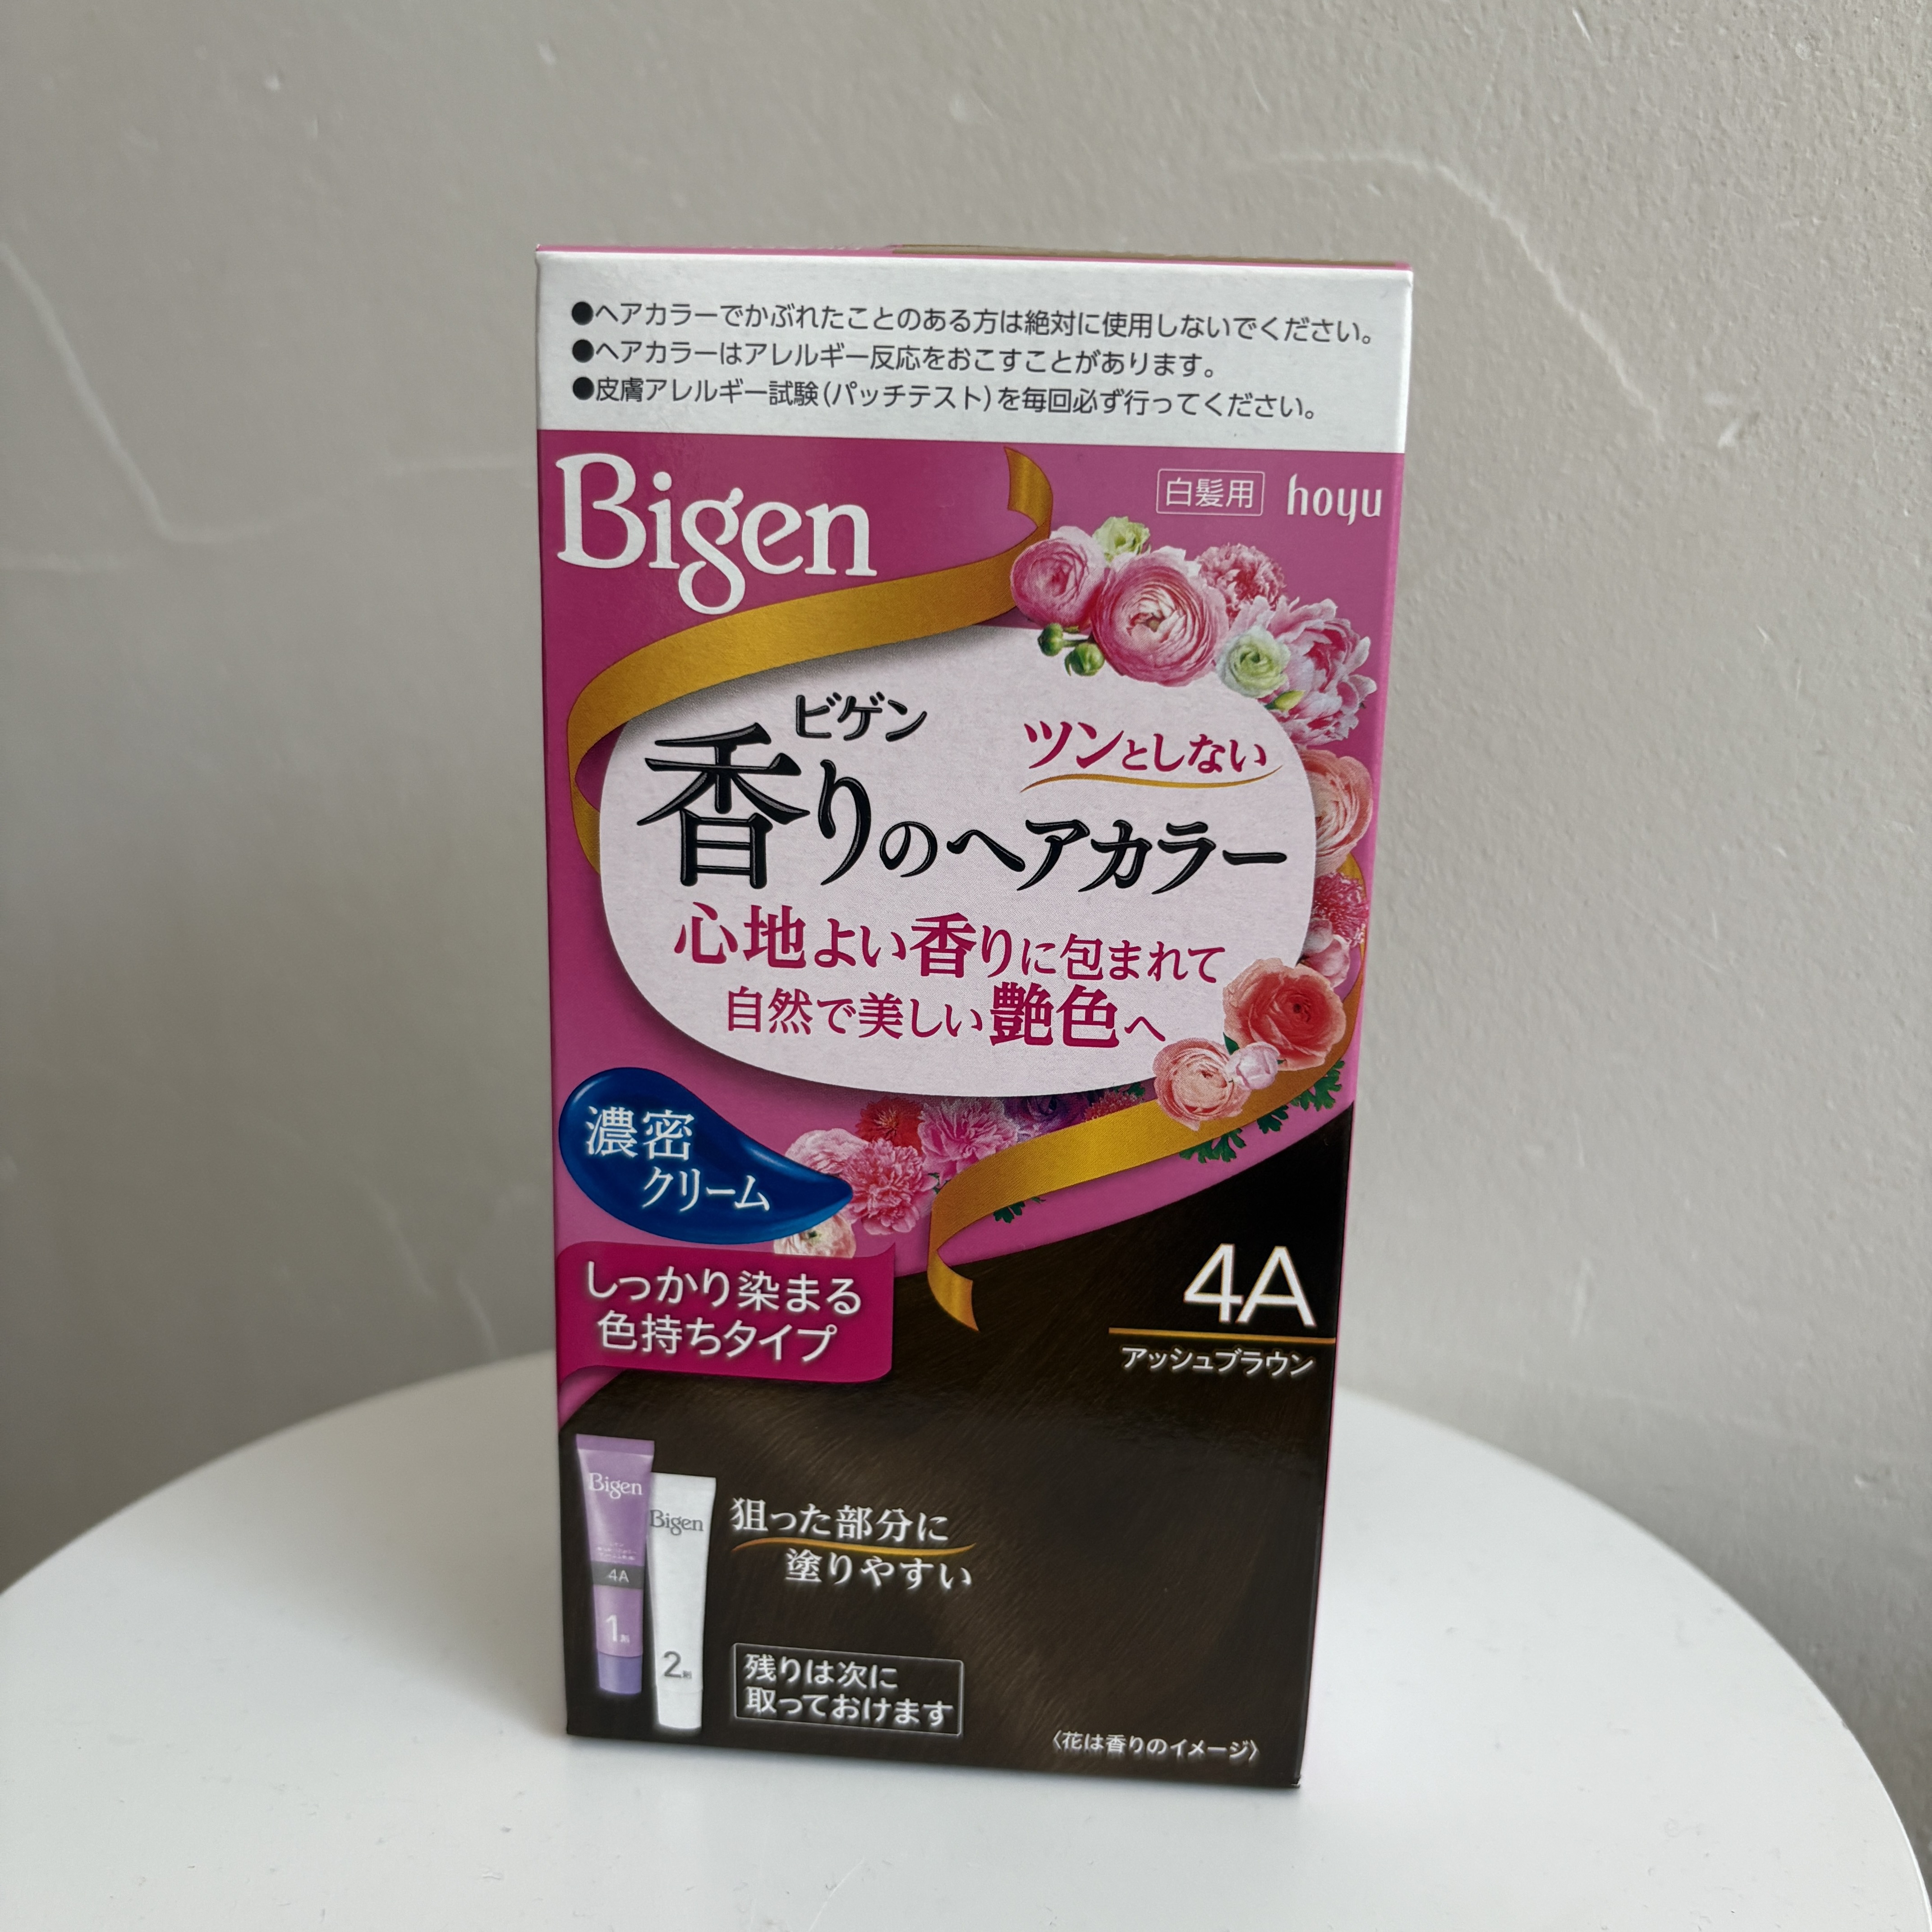 ●ヘアカラーでかぶれたことのある方は絶対に使用しないでください。
●ヘアカラーはアレルギー反応をおこすことがあります。
●皮膚アレルギー試験(パッチテスト)を毎回必ず行ってください。
Bigen
白髪用 hoyu
ビゲン
ツンとしない
香りのヘアカラー
心地よい香りに包まれて
自然で美しい艶色へ
濃密
クリーム
しっかり染まる
色持ちタイプ
4A
アッシュブラウン
Bigen
4A
1剤
Bigen
2剤
狙った部分に
塗りやすい
残りは次に
取っておけます
〈花は香りのイメージ〉